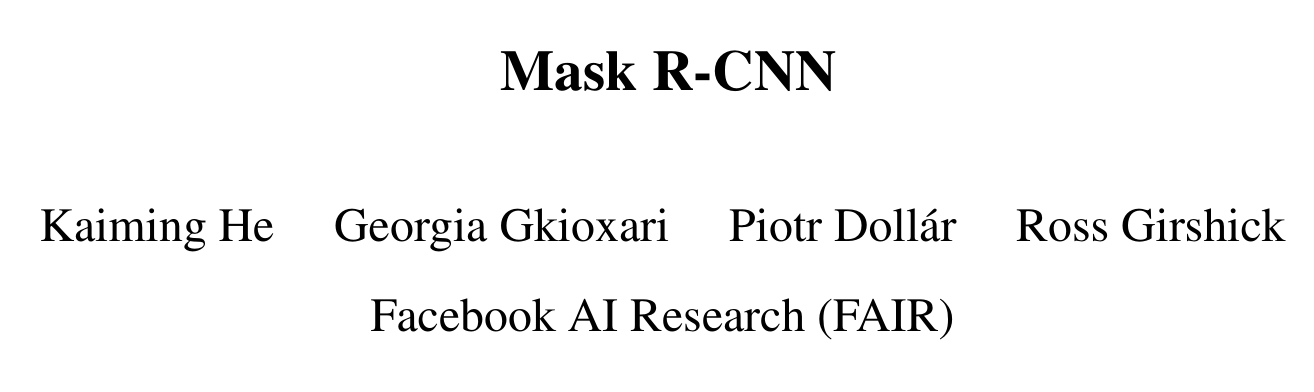 Mask R-CNN
Kaiming He Georgia Gkioxari Piotr Dollár Ross Girshick
Facebook AI Research (FAIR)